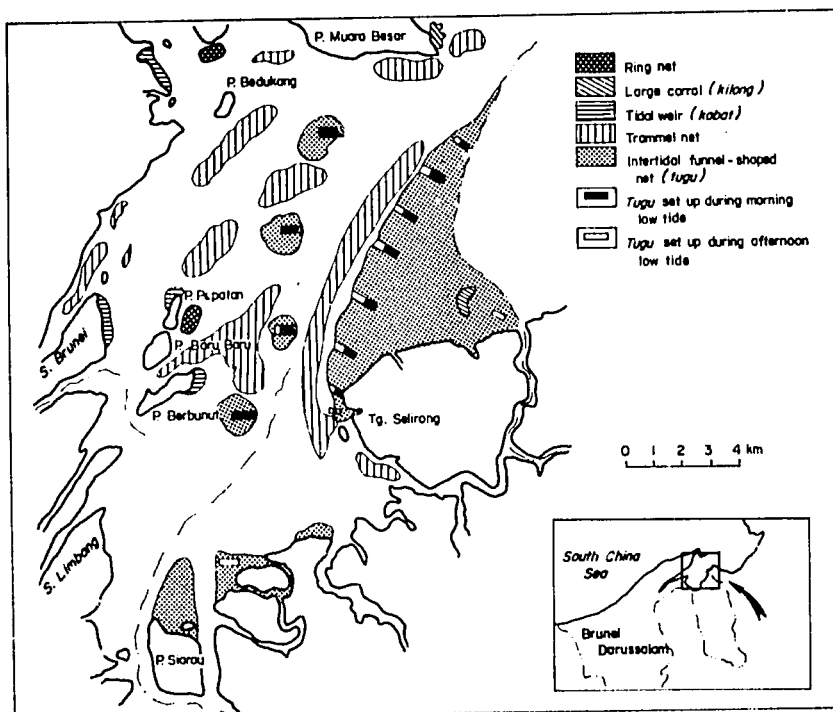 P. Muara Besar
P. Bedukang
P. Pepatan
S. Brunei
P. Baru Baru
P. Berbunut
Tg. Selirong
S. Limbang
P. Siarau
Ring net
Large corral (kilong)
Tidal weir (kabat)
Trammel net
Intertidal funnel-shaped
net (tugu)
Tugu set up during morning
low tide
Tugu set up during afternoon
low tide
0 1 2 3 4 km
South China
Sea
Brunei
Darussalam